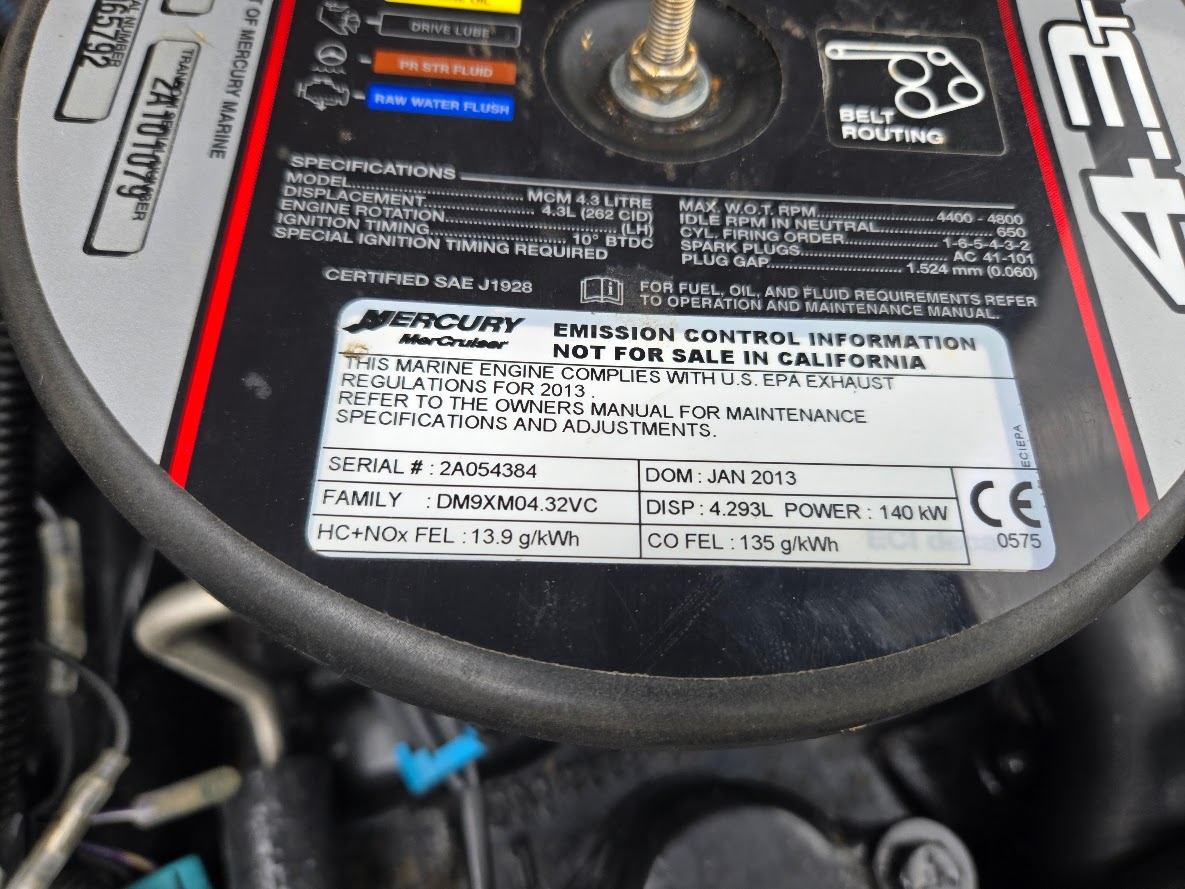 DRIVE LUBE
PR STR FLUID
RAW WATER FLUSH
BELT
ROUTING
4.3
OF MERCURY MARINE
65792
2A101079
SPECIFICATIONS
MODEL MCM 4.3 LITRE
DISPLACEMENT 4.3L (262 CID)
ENGINE ROTATION (LH)
IGNITION TIMING 10° BTDC
SPECIAL IGNITION TIMING REQUIRED
MAX. W.O.T. RPM 4400 - 4800
IDLE RPM IN NEUTRAL 650
CYL. FIRING ORDER 1-6-5-4-3-2
SPARK PLUGS AC 41-101
PLUG GAP 1.524 mm (0.060)
CERTIFIED SAE J1928
FOR FUEL, OIL, AND FLUID REQUIREMENTS REFER
TO OPERATION AND MAINTENANCE MANUAL.
MERCURY
MerCruiser
EMISSION CONTROL INFORMATION
NOT FOR SALE IN CALIFORNIA
THIS MARINE ENGINE COMPLIES WITH U.S. EPA EXHAUST
REGULATIONS FOR 2013 .
REFER TO THE OWNERS MANUAL FOR MAINTENANCE
SPECIFICATIONS AND ADJUSTMENTS.
ECIEPA
SERIAL # : 2A054384
DOM : JAN 2013
FAMILY : DM9XM04.32VC
DISP : 4.293L POWER : 140 kW
HC+NOx FEL : 13.9 g/kWh
CO FEL : 135 g/kWh
CE
0575